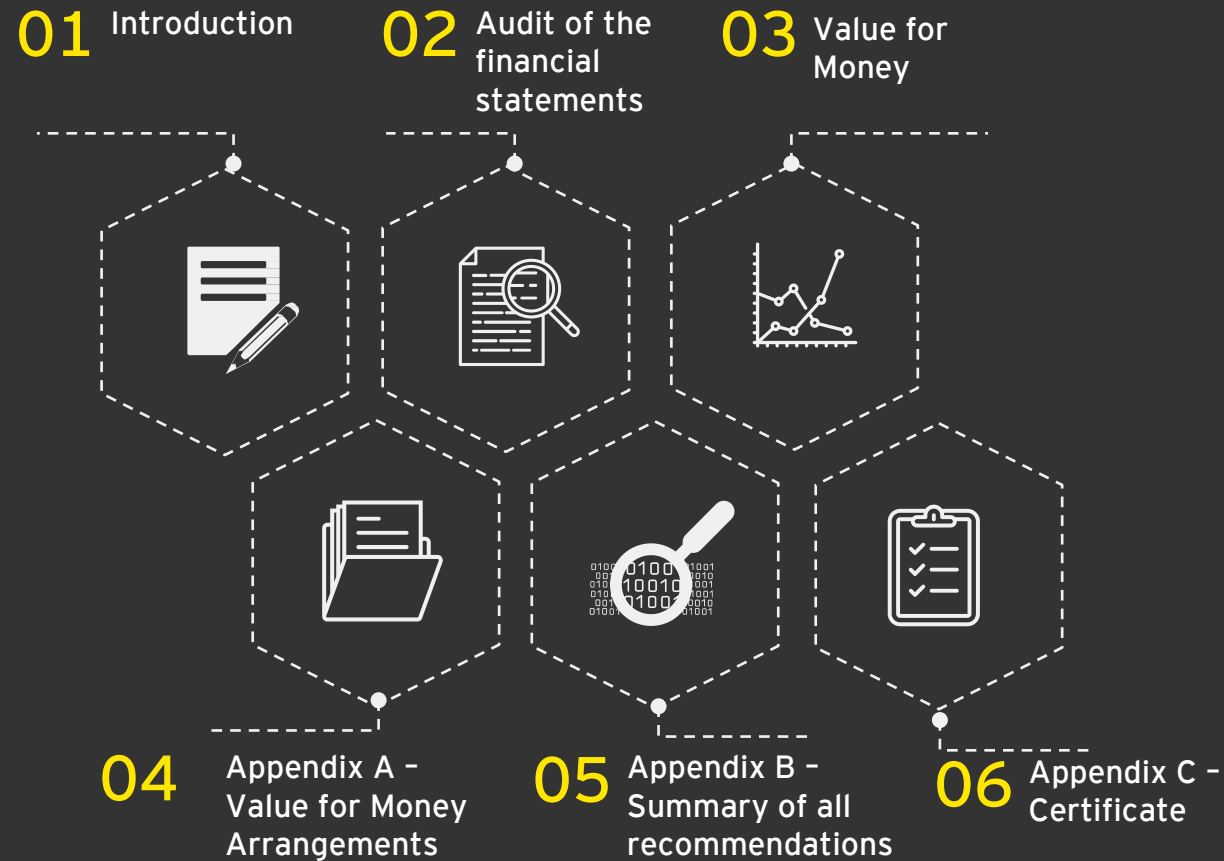 01 Introduction
02 Audit of the
financial
statements
03 Value for
Money
04 Appendix A –
Value for Money
Arrangements
05 Appendix B –
Summary of all
recommendations
06 Appendix C –
Certificate